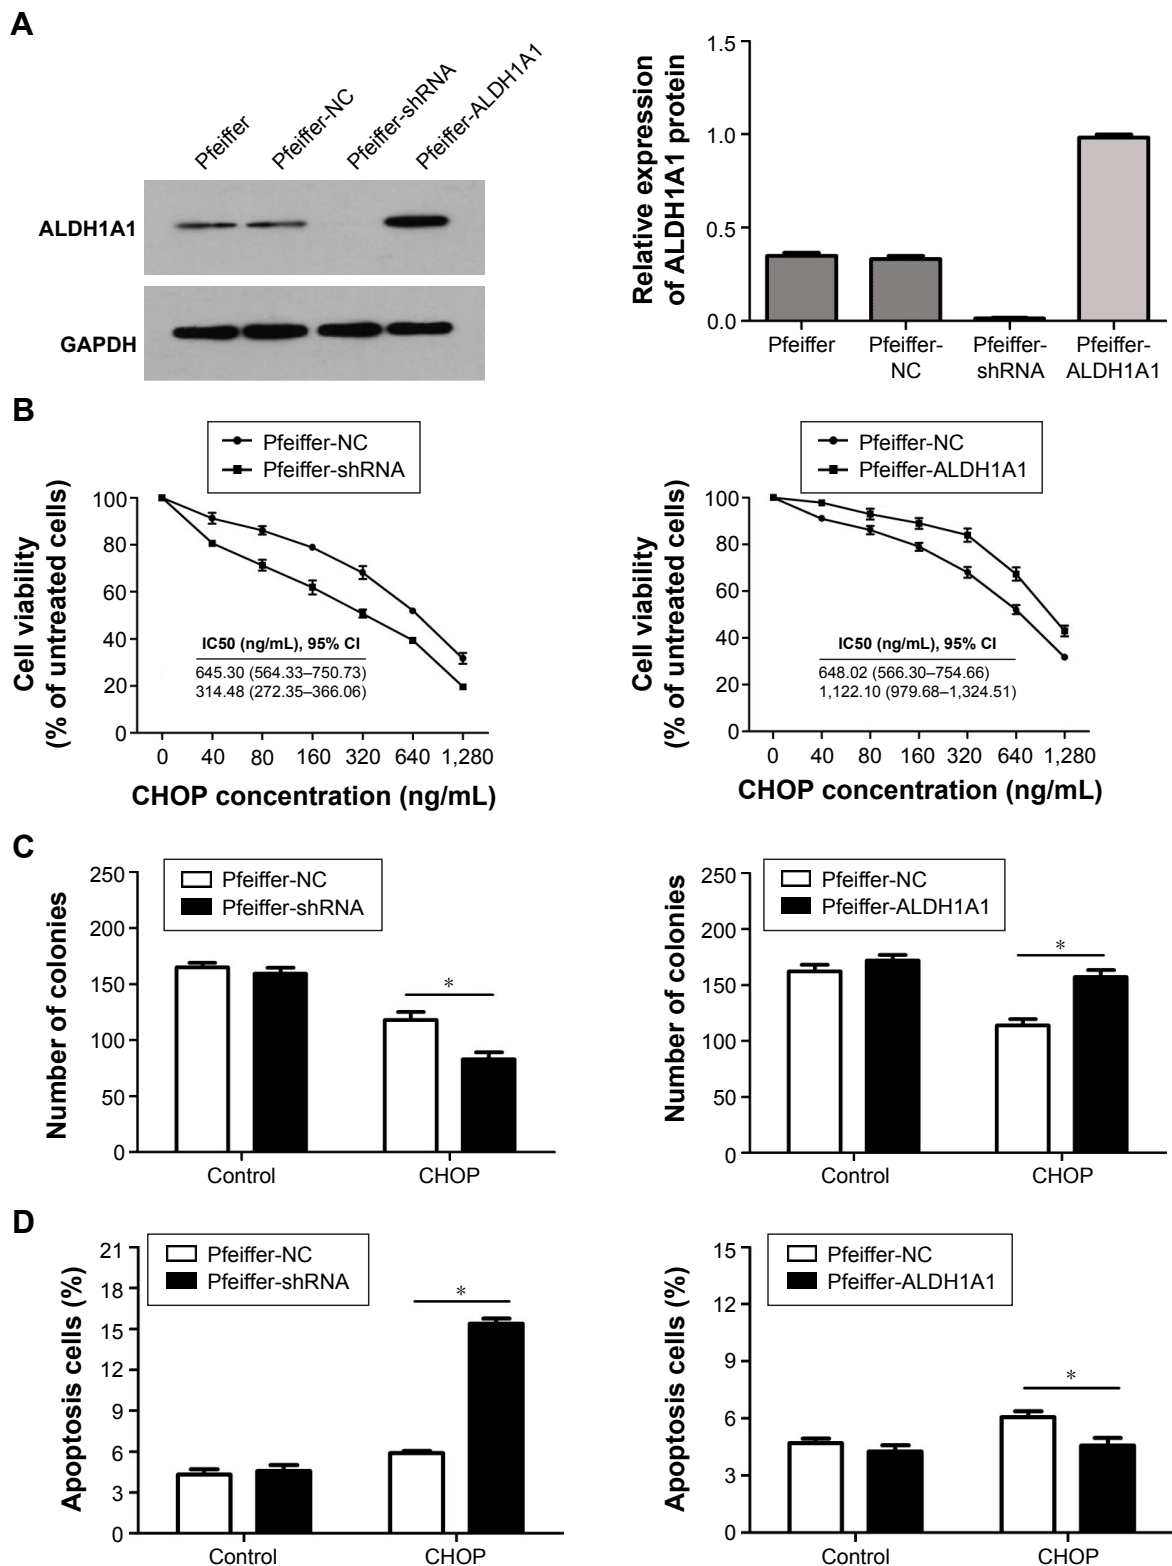 A
Pfeiffer
Pfeiffer-NC
Pfeiffer-shRNA
Pfeiffer-ALDH1A1
ALDH1A1
GAPDH
Relative expression
of ALDH1A1 protein
1.5
1.0
0.5
0.0
Pfeiffer
Pfeiffer-
NC
Pfeiffer-
shRNA
Pfeiffer-
ALDH1A1
B
Pfeiffer-NC
Pfeiffer-shRNA
Cell viability
(% of untreated cells)
100
80
60
40
20
0
IC50 (ng/mL), 95% CI
645.30 (564.33–750.73)
314.48 (272.35–366.06)
0 40 80 160 320 640 1,280
CHOP concentration (ng/mL)
Pfeiffer-NC
Pfeiffer-ALDH1A1
Cell viability
(% of untreated cells)
100
80
60
40
20
0
IC50 (ng/mL), 95% CI
648.02 (566.30–754.66)
1,122.10 (979.68–1,324.51)
0 40 80 160 320 640 1,280
CHOP concentration (ng/mL)
C
Pfeiffer-NC
Pfeiffer-shRNA
Number of colonies
250
200
150
100
50
0
*
Control CHOP
Pfeiffer-NC
Pfeiffer-ALDH1A1
Number of colonies
250
200
150
100
50
0
*
Control CHOP
D
Pfeiffer-NC
Pfeiffer-shRNA
Apoptosis cells (%)
21
18
15
12
9
6
3
0
*
Control CHOP
Pfeiffer-NC
Pfeiffer-ALDH1A1
Apoptosis cells (%)
15
12
9
6
3
0
*
Control CHOP